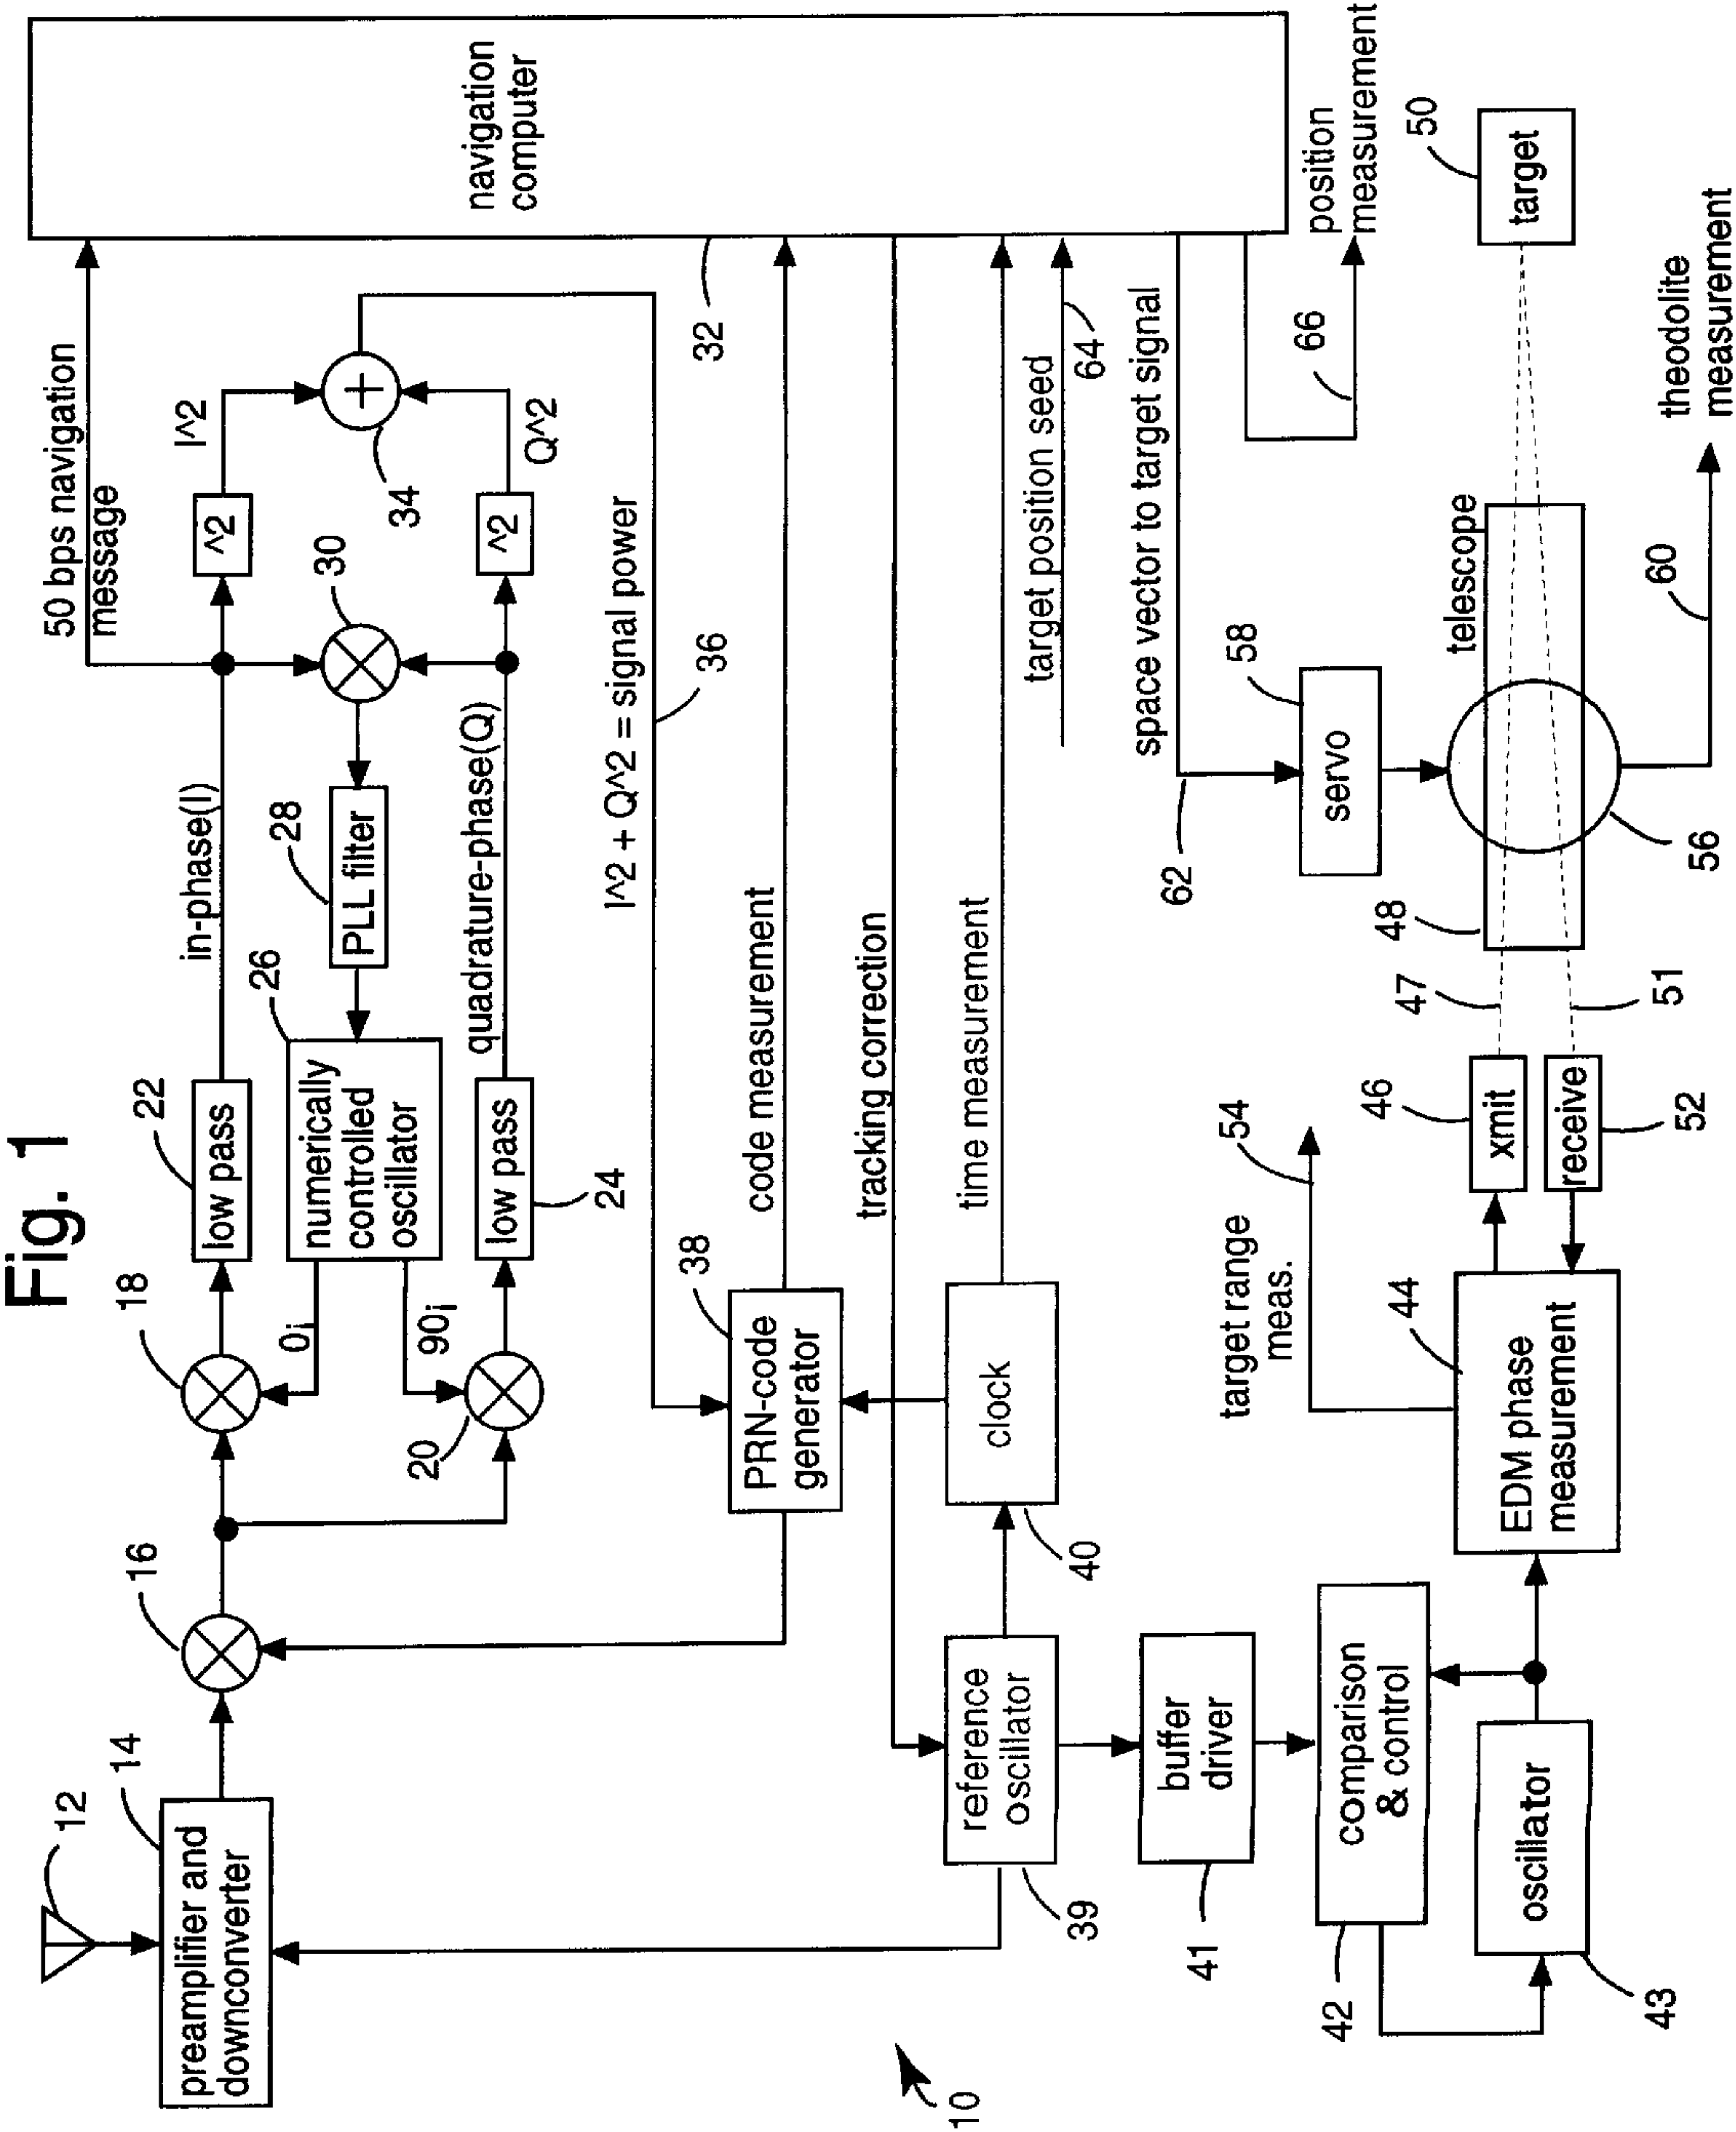 Fig. 1
12
14
preamplifier and
downconverter
16
18
0i
90i
20
22
low pass
26
numerically
controlled
oscillator
low pass
24
in-phase(I)
28
PLL filter
quadrature-phase(Q)
50 bps navigation
message
30
^2
I^2
34
^2
Q^2
I^2 + Q^2 = signal power
36
32
navigation
computer
38
PRN-code
generator
code measurement
tracking correction
time measurement
clock
40
reference
oscillator
39
target position seed
64
space vector to target signal
62
66
position
measurement
10
buffer
driver
41
comparison
& control
42
oscillator
43
44
EDM phase
measurement
target range
meas.
54
46
xmit
receive
52
47
51
48
telescope
servo
58
56
60
theodolite
measurement
50
target